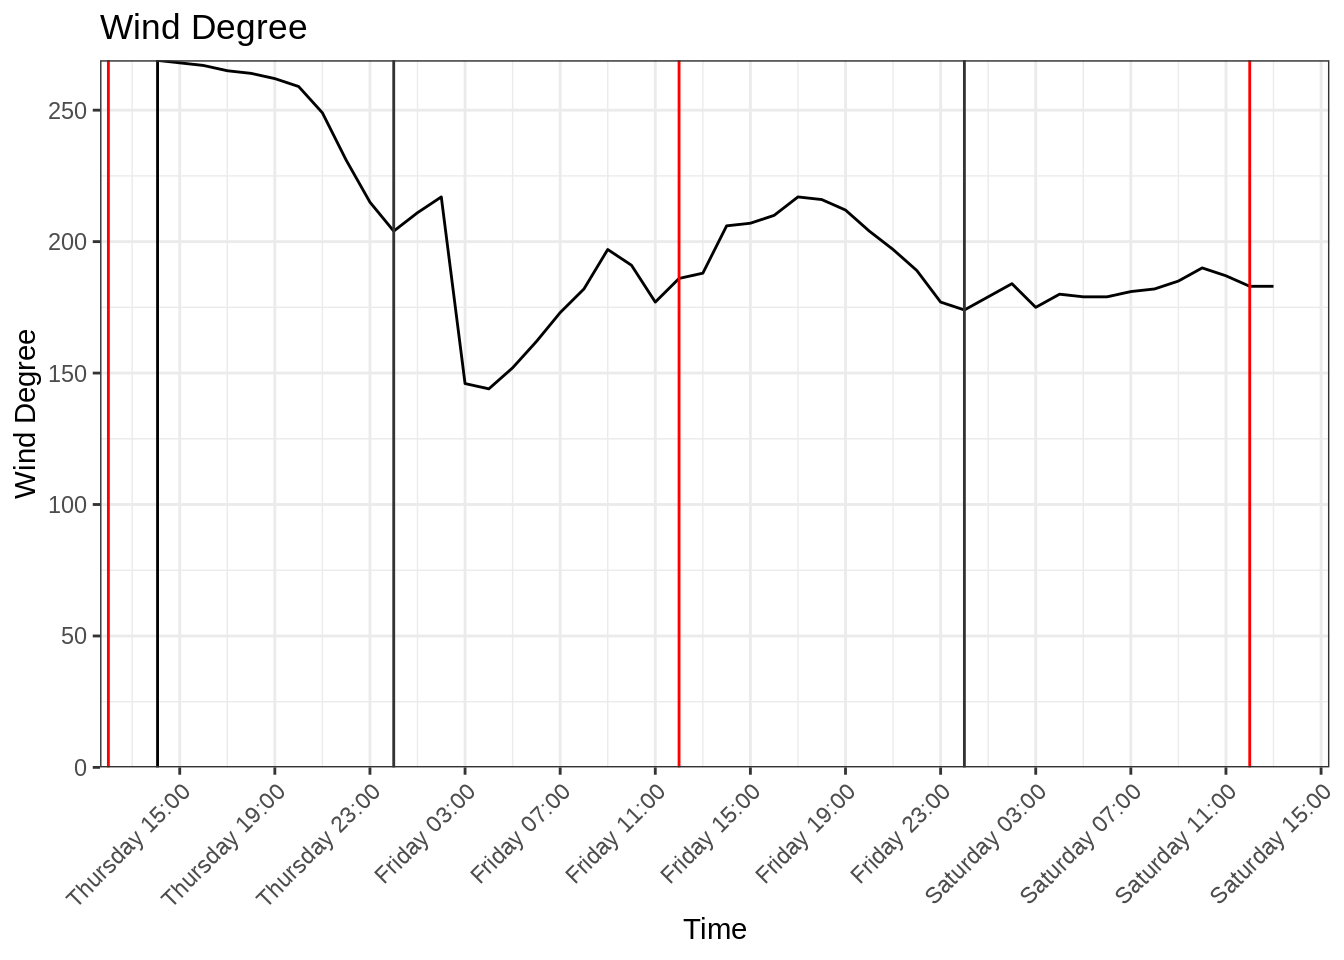 Wind Degree
Wind Degree
250
200
150
100
50
0
Thursday 15:00
Thursday 19:00
Thursday 23:00
Friday 03:00
Friday 07:00
Friday 11:00
Friday 15:00
Friday 19:00
Friday 23:00
Saturday 03:00
Saturday 07:00
Saturday 11:00
Saturday 15:00
Time